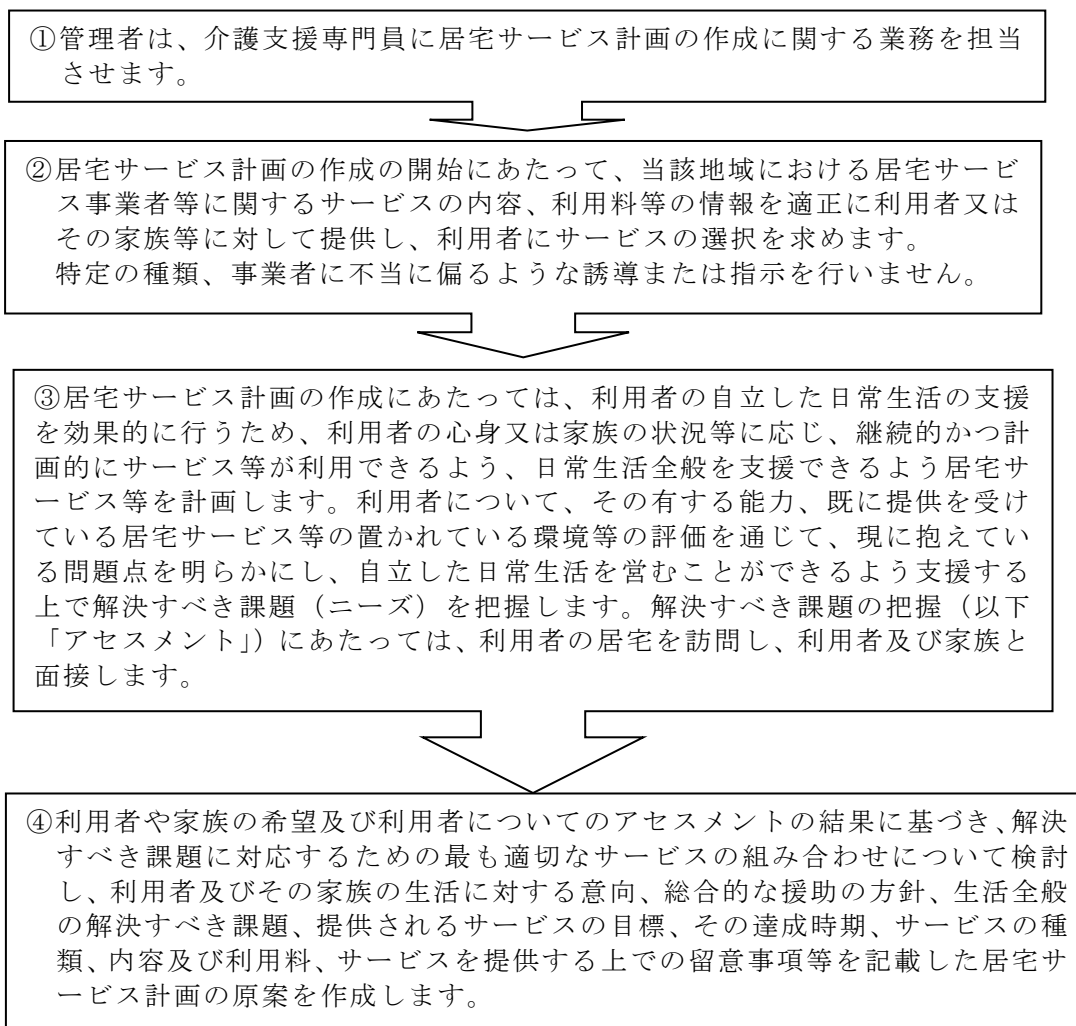 ①管理者は、介護支援専門員に居宅サービス計画の作成に関する業務を担当
させます。
②居宅サービス計画の作成の開始にあたって、当該地域における居宅サービ
ス事業者等に関するサービスの内容、利用料等の情報を適正に利用者又は
その家族等に対して提供し、利用者にサービスの選択を求めます。
特定の種類、事業者に不当に偏るような誘導または指示を行いません。
③居宅サービス計画の作成にあたっては、利用者の自立した日常生活の支援
を効果的に行うため、利用者の心身又は家族の状況等に応じ、継続的かつ計
画的にサービス等が利用できるよう、日常生活全般を支援できるよう居宅サ
ービス等を計画します。利用者について、その有する能力、既に提供を受け
ている居宅サービス等の置かれている環境等の評価を通じて、現に抱えてい
る問題点を明らかにし、自立した日常生活を営むことができるよう支援する
上で解決すべき課題（ニーズ）を把握します。解決すべき課題の把握（以下
「アセスメント」）にあたっては、利用者の居宅を訪問し、利用者及び家族と
面接します。
④利用者や家族の希望及び利用者についてのアセスメントの結果に基づき、解決
すべき課題に対応するための最も適切なサービスの組み合わせについて検討
し、利用者及びその家族の生活に対する意向、総合的な援助の方針、生活全般
の解決すべき課題、提供されるサービスの目標、その達成時期、サービスの種
類、内容及び利用料、サービスを提供する上での留意事項等を記載した居宅サ
ービス計画の原案を作成します。